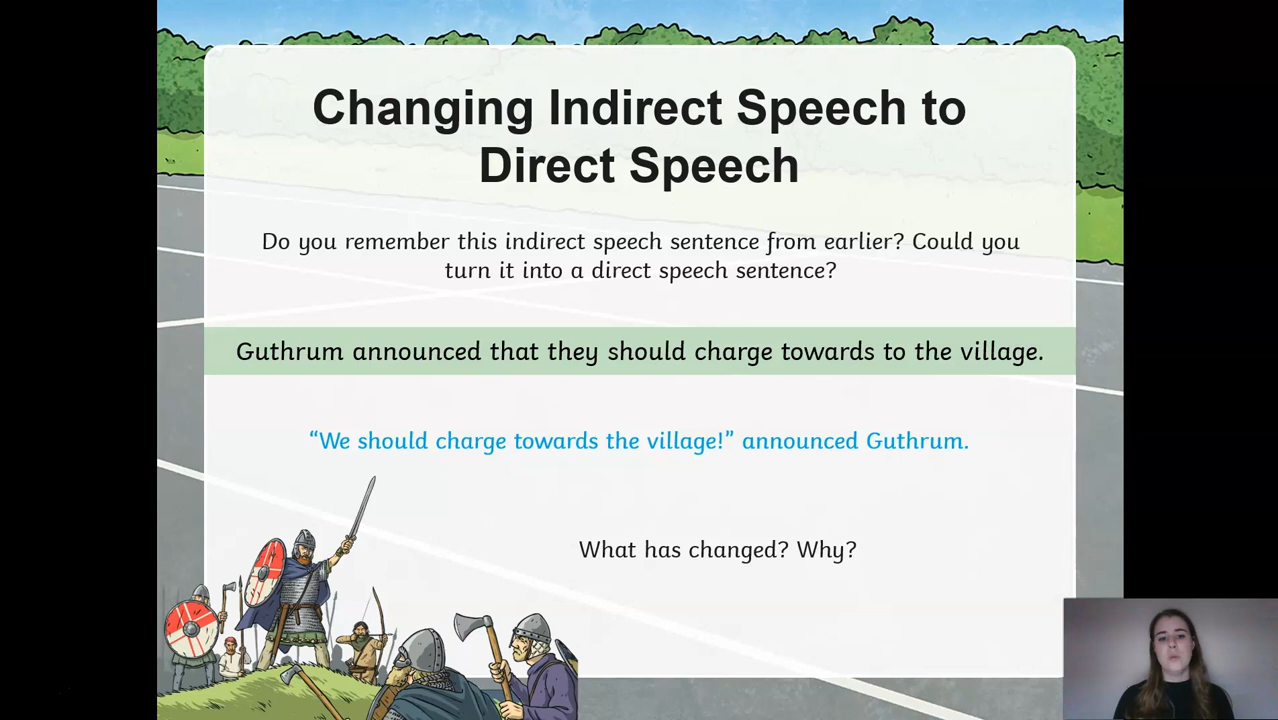 Changing Indirect Speech to
Direct Speech
Do you remember this indirect speech sentence from earlier? Could you
turn it into a direct speech sentence?
Guthrum announced that they should charge towards to the village.
“We should charge towards the village!” announced Guthrum.
What has changed? Why?